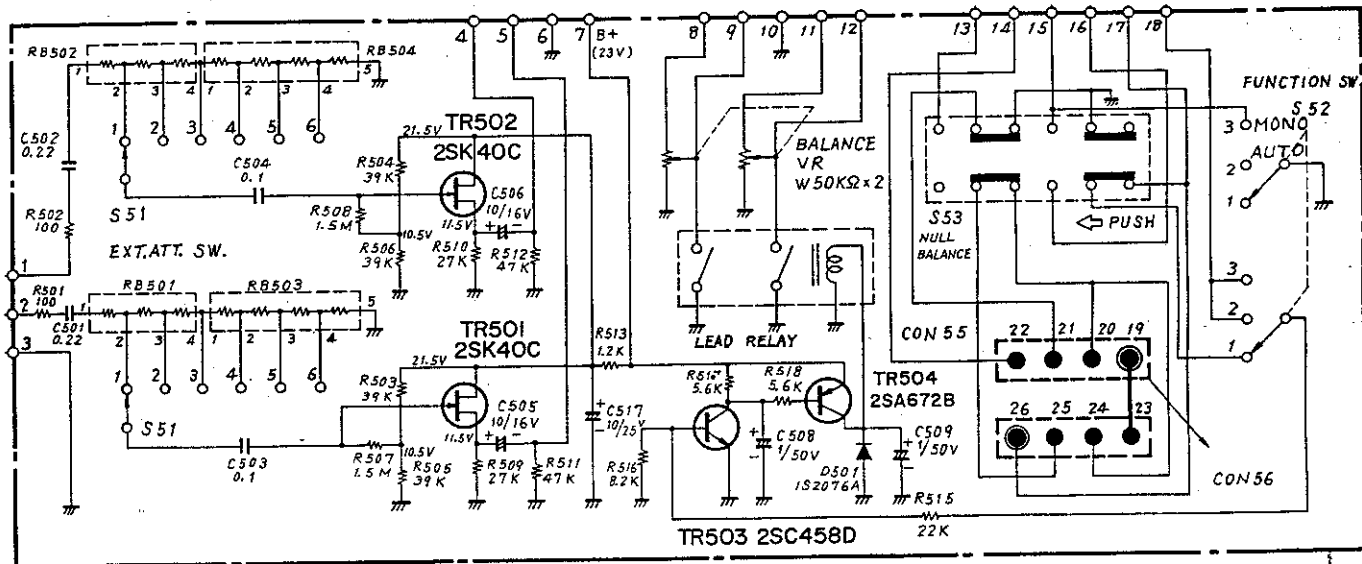 4 5 6 7 8 9 10 11 12 13 14 15 16 17 18
B+
(23V)
RB502 RB504
1 2 3 4 1 2 3 4 5
1 2 3 4 5 6
C502
0.22
R502
100
S51
EXT. ATT. SW.
C504
0.1
TR502
2SK40C
21.5V
R504
39K
R508
1.5M
11.5V
10.5V
R506
39K
R510
27K
C506
10/16V
+ -
R512
47K
1
2
3
R501
100
C501
0.22
RB501 RB503
1 2 3 4 1 2 3 4 5
1 2 3 4 5 6
S51
C503
0.1
TR501
2SK40C
21.5V
R503
39K
R507
1.5M
11.5V
10.5V
R505
39K
R509
27K
C505
10/16V
+ -
R511
47K
R513
1.2K
C517
10/25V
+
-
BALANCE
VR
W50KΩ×2
LEAD RELAY
R518
5.6K
TR504
2SA672B
R516
8.2K
C508
1/50V
+
-
D501
1S2076A
C509
1/50V
+
-
TR503 2SC458D
R515
22K
S53
NULL
BALANCE
PUSH
FUNCTION SW.
S52
3 MONO
AUTO
2
1
3
2
1
CON55
22 21 20 19
26 25 24 23
CON56